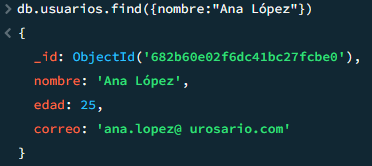 > db.usuarios.find({nombre:"Ana López"})
< {
_id: ObjectId('682b60e02f6dc41bc27fcbe0'),
nombre: 'Ana López',
edad: 25,
correo: 'ana.lopez@ urosario.com'
}